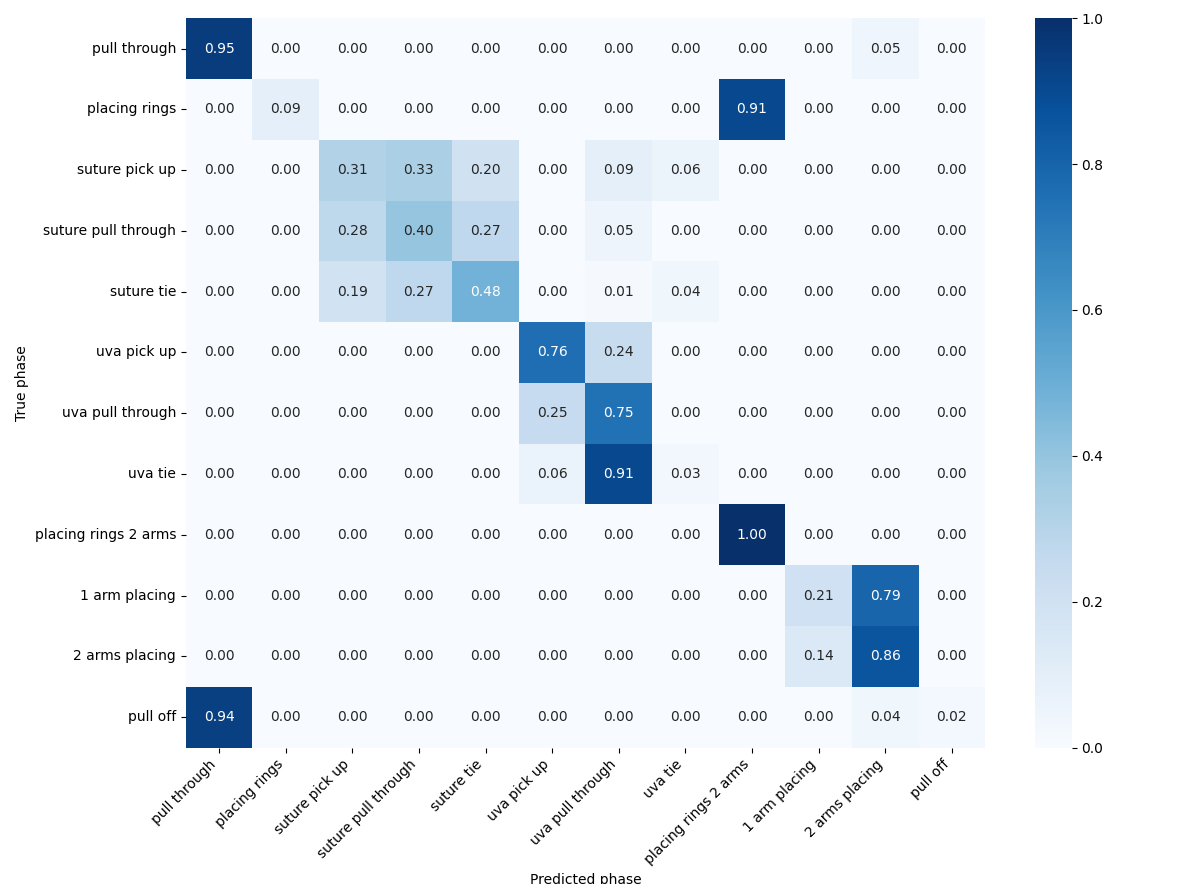 pull through 0.95 0.00 0.00 0.00 0.00 0.00 0.00 0.00 0.00 0.00 0.05 0.00 1.0
placing rings 0.00 0.09 0.00 0.00 0.00 0.00 0.00 0.00 0.91 0.00 0.00 0.00
suture pick up 0.00 0.00 0.31 0.33 0.20 0.00 0.09 0.06 0.00 0.00 0.00 0.00 0.8
suture pull through 0.00 0.00 0.28 0.40 0.27 0.00 0.05 0.00 0.00 0.00 0.00 0.00
suture tie 0.00 0.00 0.19 0.27 0.48 0.00 0.01 0.04 0.00 0.00 0.00 0.00 0.6
uva pick up 0.00 0.00 0.00 0.00 0.00 0.76 0.24 0.00 0.00 0.00 0.00 0.00
True phase
uva pull through 0.00 0.00 0.00 0.00 0.00 0.25 0.75 0.00 0.00 0.00 0.00 0.00 0.4
uva tie 0.00 0.00 0.00 0.00 0.00 0.06 0.91 0.03 0.00 0.00 0.00 0.00
placing rings 2 arms 0.00 0.00 0.00 0.00 0.00 0.00 0.00 0.00 1.00 0.00 0.00 0.00
1 arm placing 0.00 0.00 0.00 0.00 0.00 0.00 0.00 0.00 0.00 0.21 0.79 0.00 0.2
2 arms placing 0.00 0.00 0.00 0.00 0.00 0.00 0.00 0.00 0.00 0.14 0.86 0.00
pull off 0.94 0.00 0.00 0.00 0.00 0.00 0.00 0.00 0.00 0.00 0.04 0.02 0.0
pull through
placing rings
suture pick up
suture pull through
suture tie
uva pick up
uva pull through
uva tie
placing rings 2 arms
1 arm placing
2 arms placing
pull off
Predicted phase